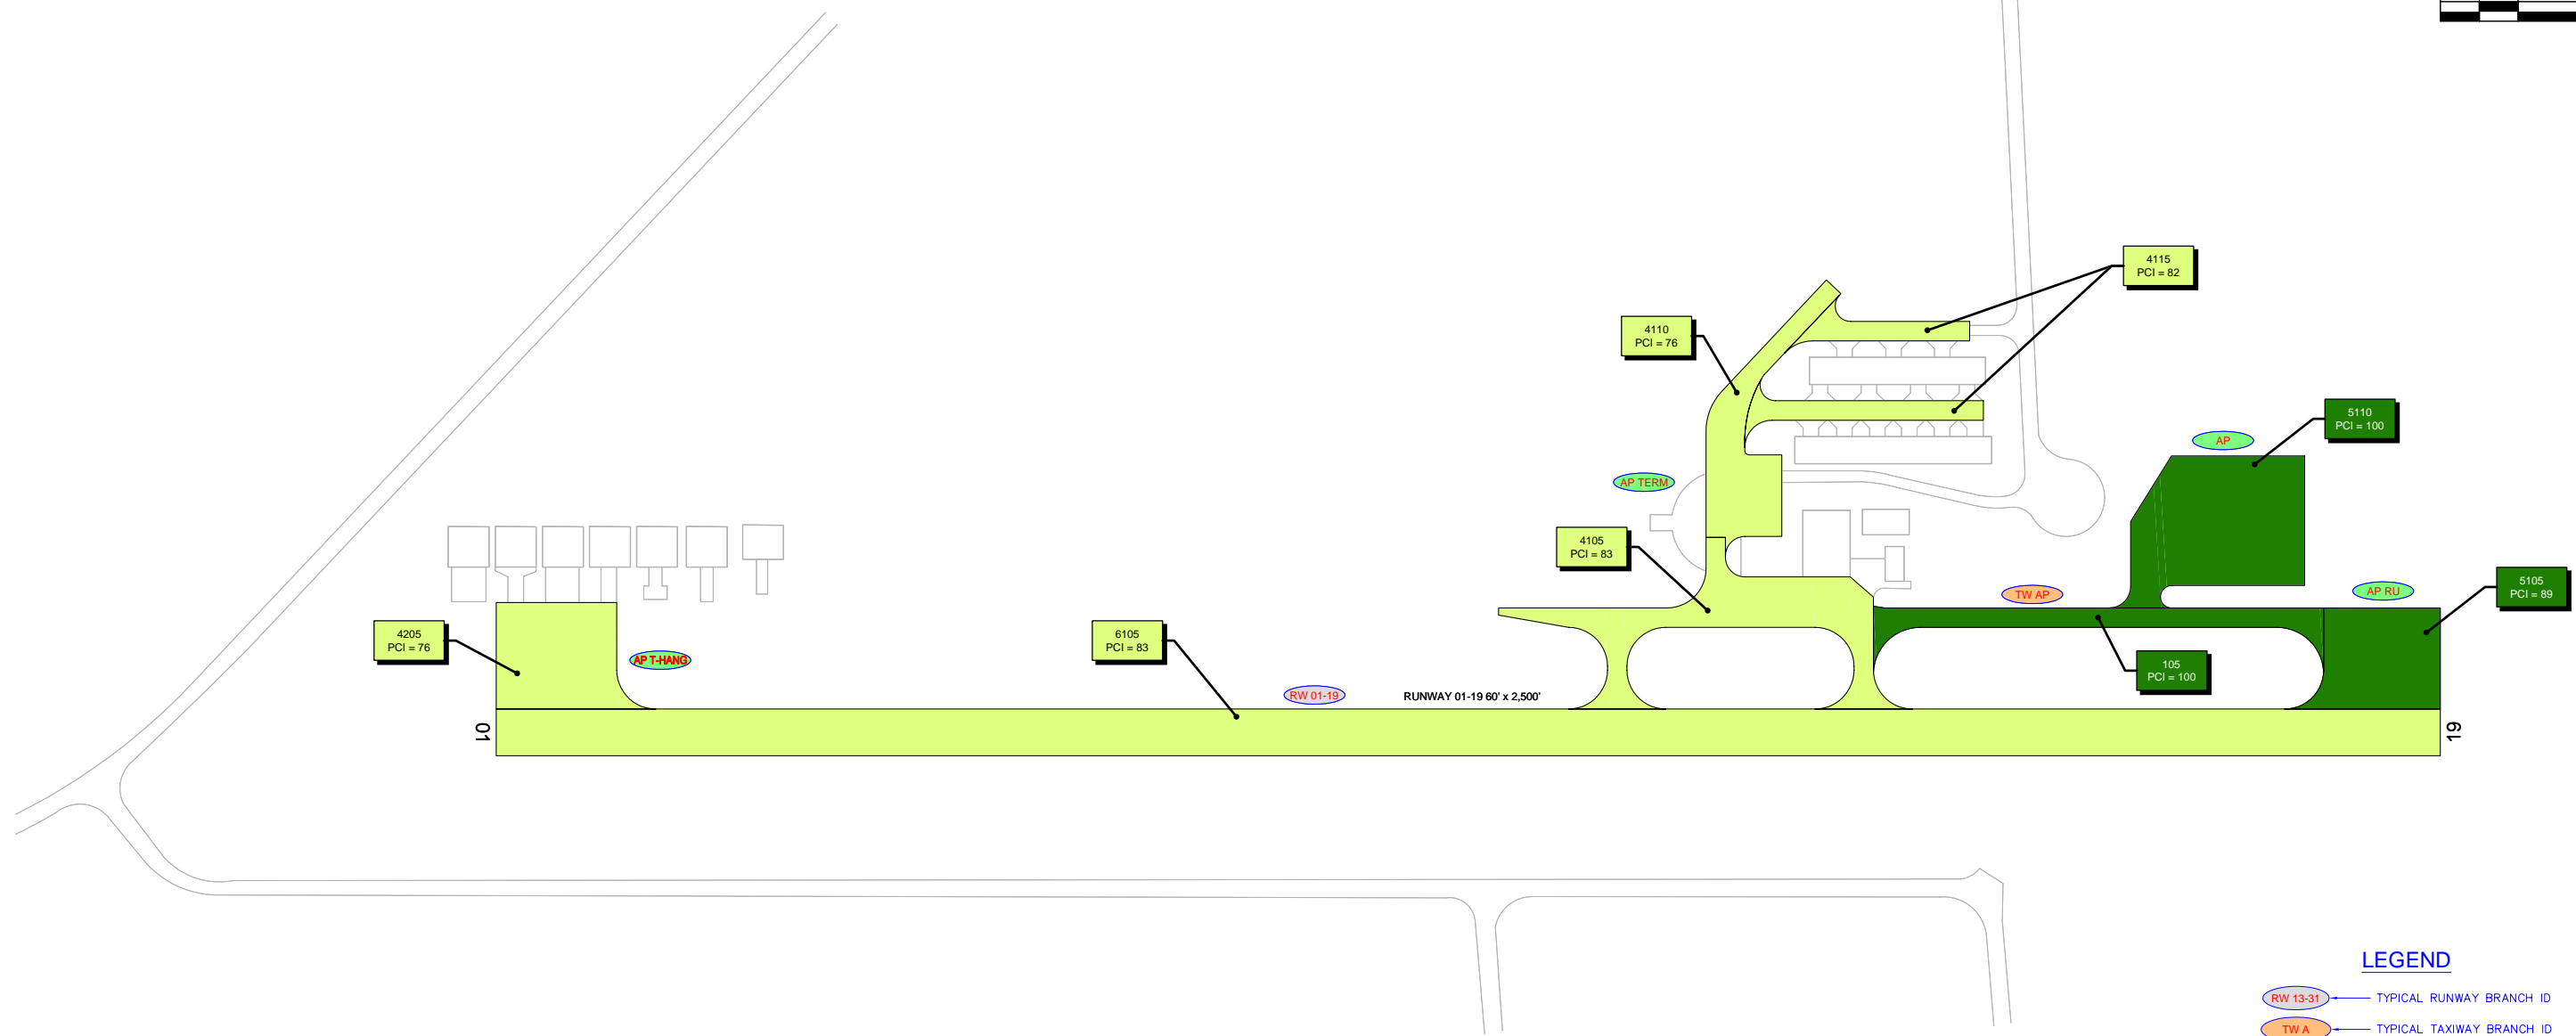 4115
PCI = 82
4110
PCI = 76
5110
PCI = 100
AP
AP TERM
4105
PCI = 83
TW AP
AP RU
5105
PCI = 89
4205
PCI = 76
AP T-HANG
6105
PCI = 83
105
PCI = 100
RW 01-19
RUNWAY 01-19 60' x 2,500'
01
19
LEGEND
RW 13-31
TYPICAL RUNWAY BRANCH ID
TW A
TYPICAL TAXIWAY BRANCH ID